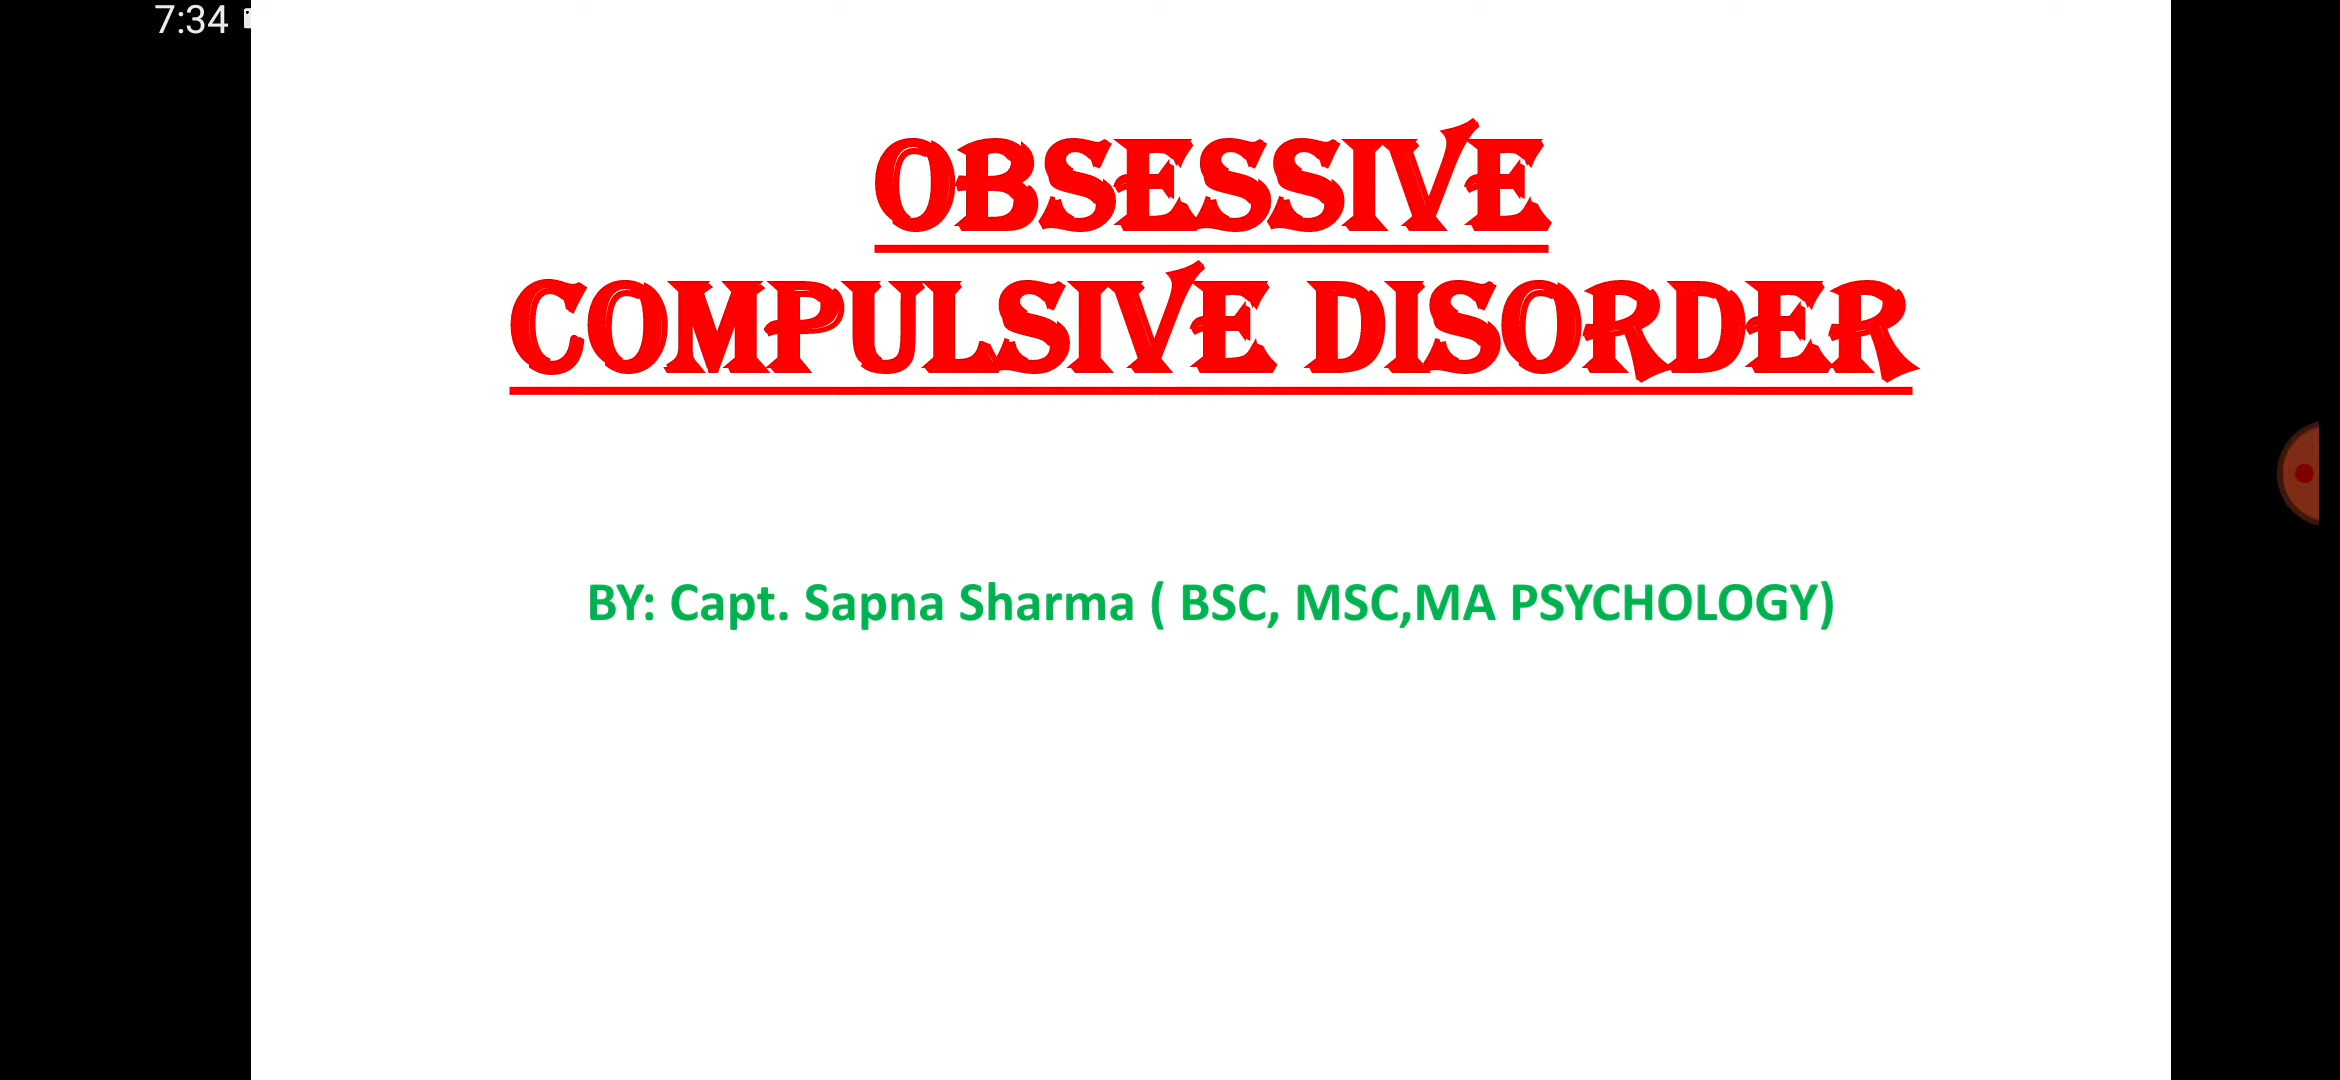 7:34
OBSESSIVE
COMPULSIVE DISORDER
BY: Capt. Sapna Sharma ( BSC, MSC,MA PSYCHOLOGY)